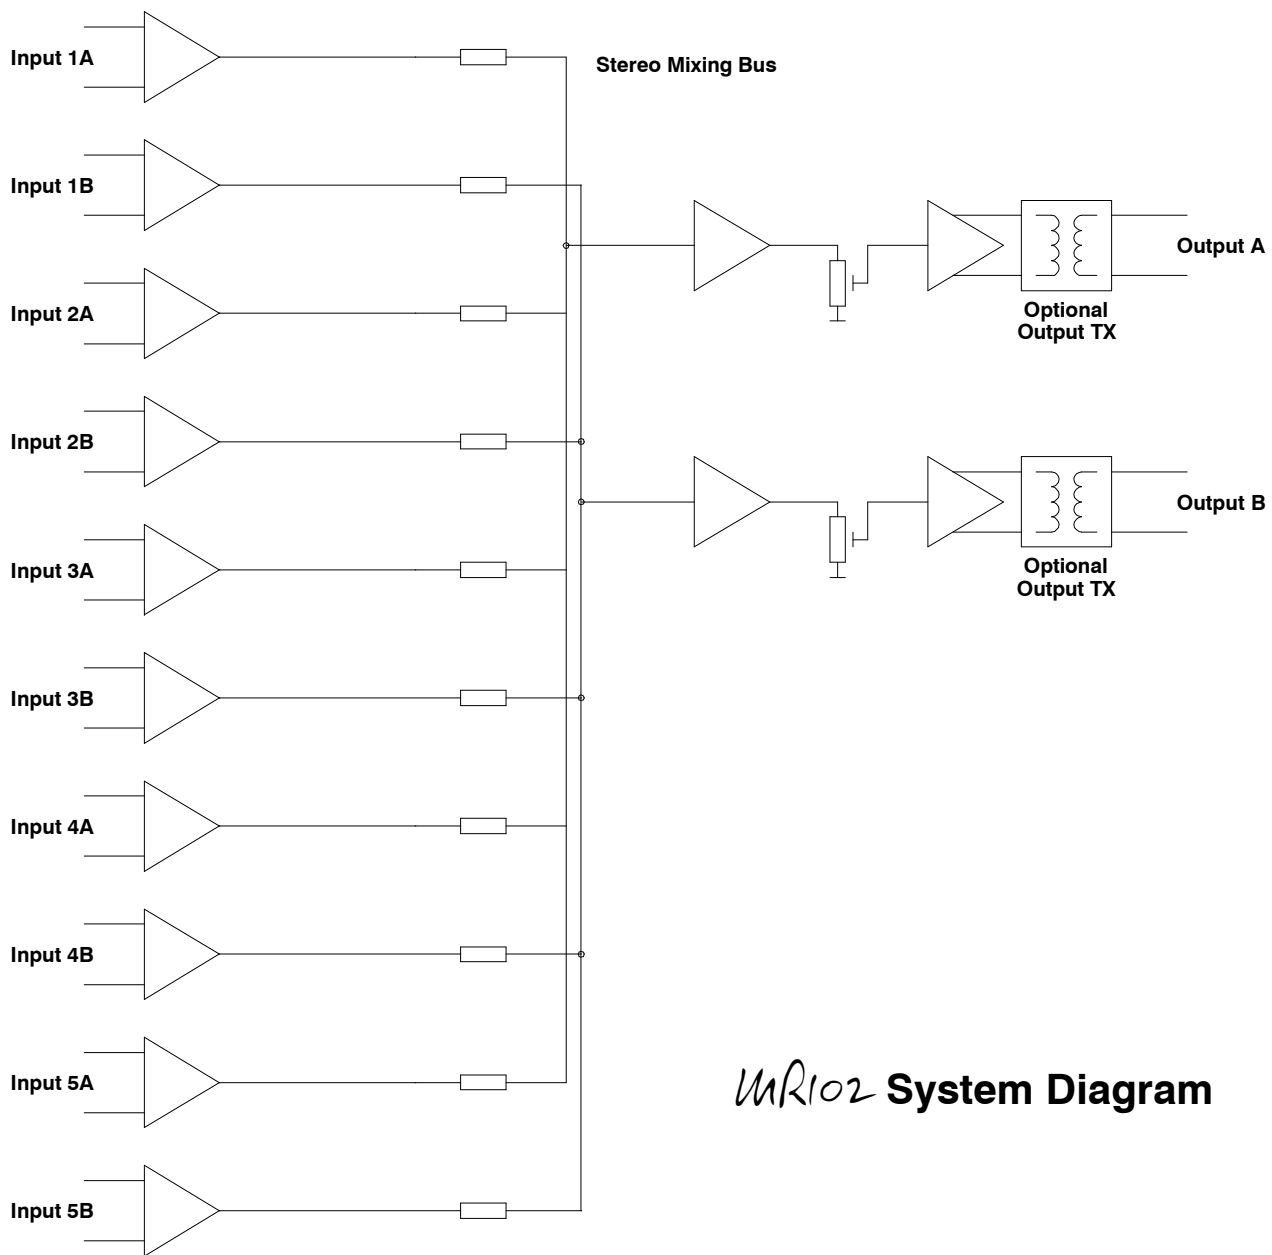 Input 1A
Stereo Mixing Bus
Input 1B
Output A
Input 2A
Optional
Output TX
Input 2B
Output B
Input 3A
Optional
Output TX
Input 3B
Input 4A
Input 4B
Input 5A
MR102 System Diagram
Input 5B